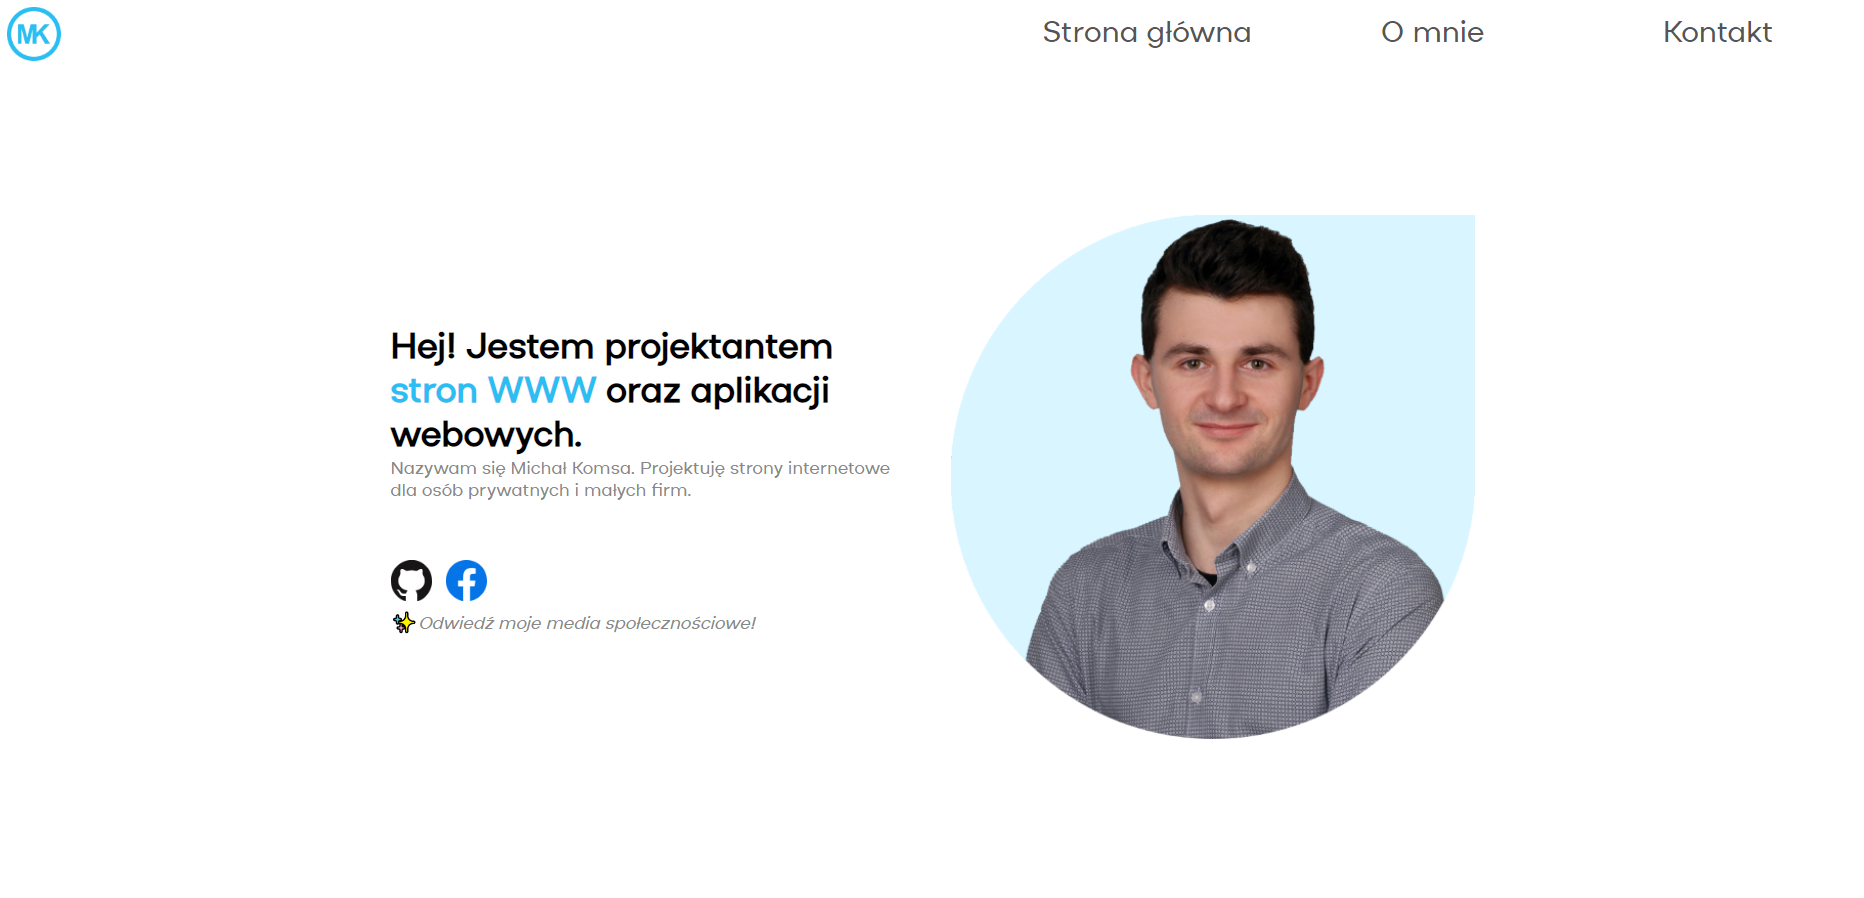 MK
Strona główna
O mnie
Kontakt
Hej! Jestem projektantem
stron WWW oraz aplikacji
webowych.
Nazywam się Michał Komsa. Projektuję strony internetowe
dla osób prywatnych i małych firm.
Odwiedź moje media społecznościowe!